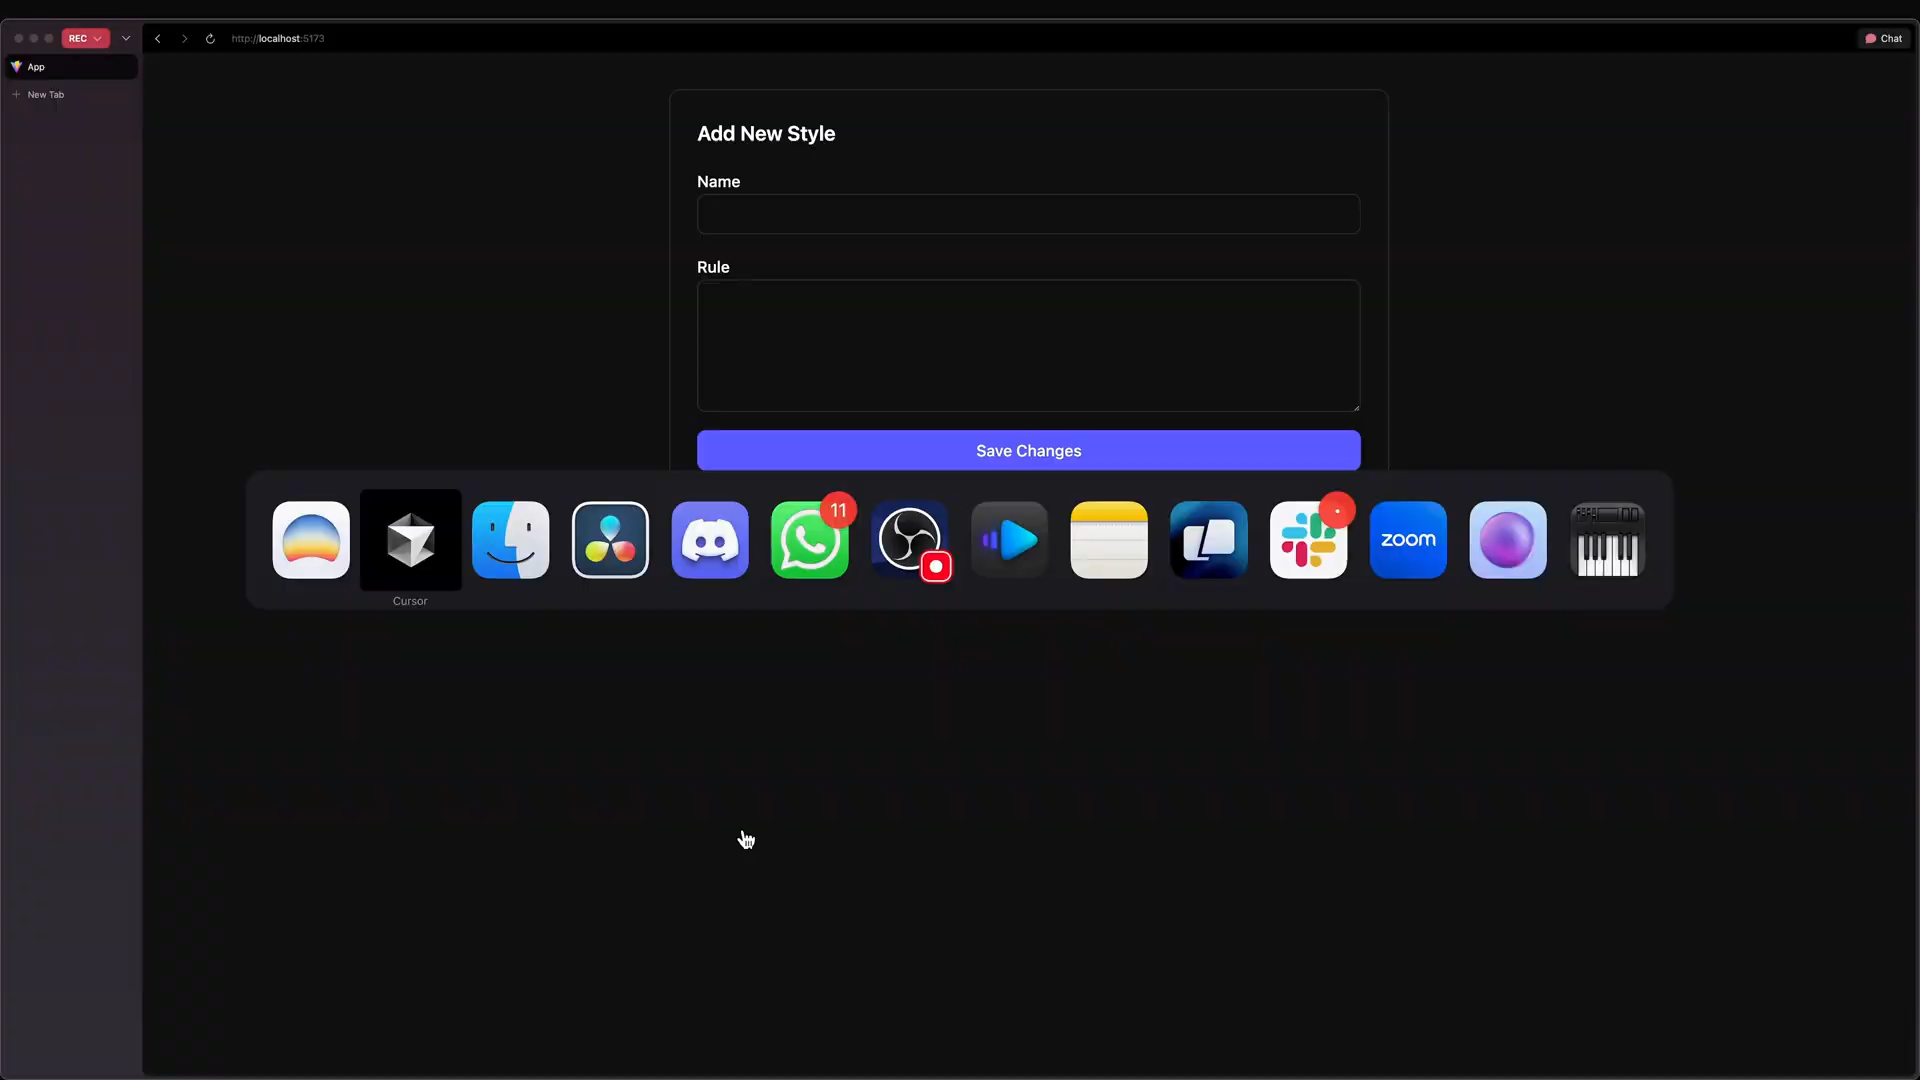 REC
http://localhost:5173
Chat
App
New Tab
Add New Style
Name
Rule
Save Changes
11
zoom
Cursor